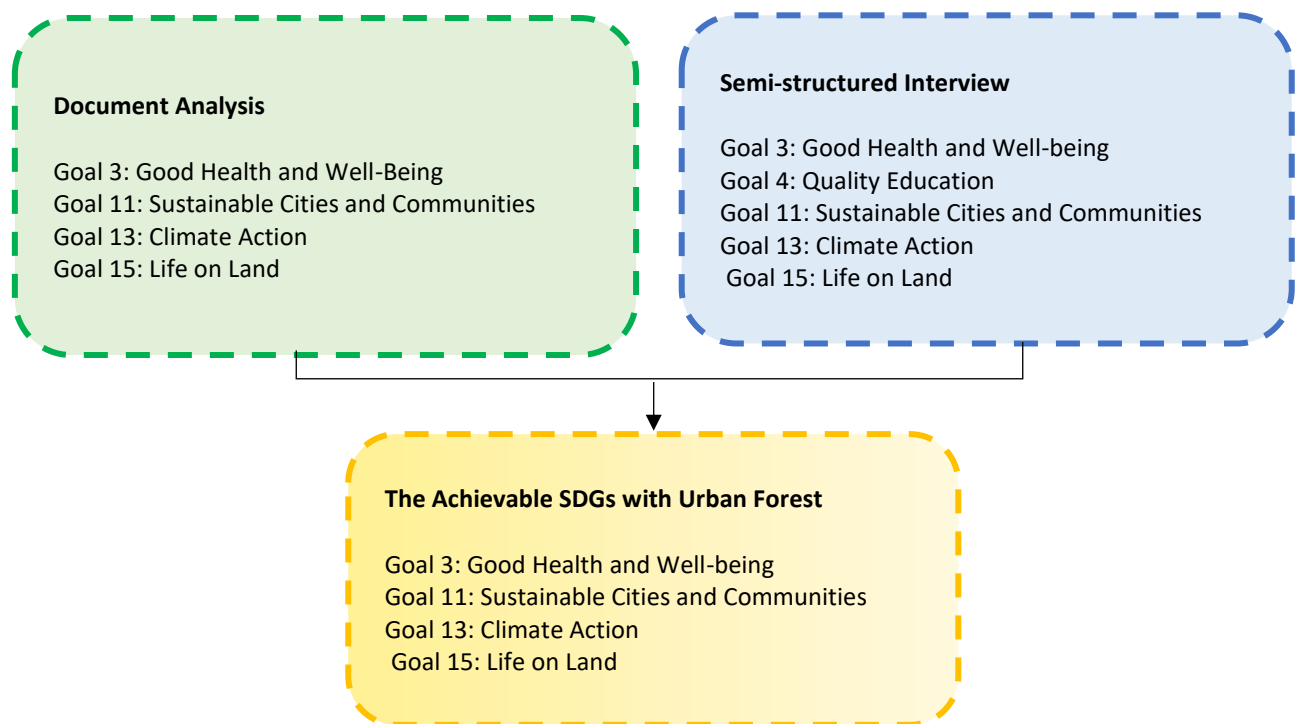 Document Analysis
Goal 3: Good Health and Well-Being
Goal 11: Sustainable Cities and Communities
Goal 13: Climate Action
Goal 15: Life on Land
Semi-structured Interview
Goal 3: Good Health and Well-being
Goal 4: Quality Education
Goal 11: Sustainable Cities and Communities
Goal 13: Climate Action
Goal 15: Life on Land
The Achievable SDGs with Urban Forest
Goal 3: Good Health and Well-being
Goal 11: Sustainable Cities and Communities
Goal 13: Climate Action
Goal 15: Life on Land